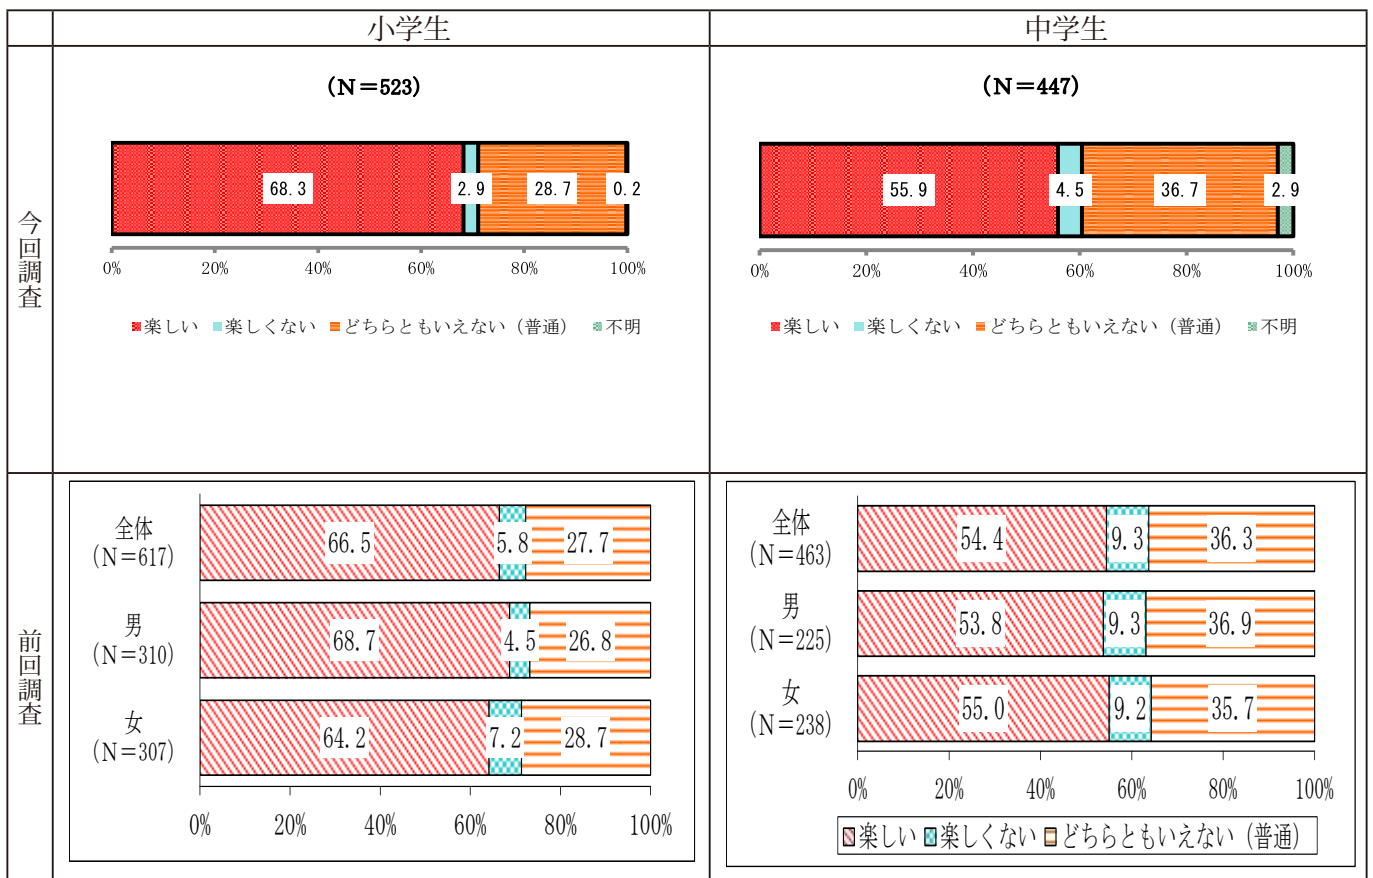 小学生
中学生
今回調査
（N＝523）
68.3
2.9
28.7
0.2
0%
20%
40%
60%
80%
100%
楽しい
楽しくない
どちらともいえない（普通）
不明
（N＝447）
55.9
4.5
36.7
2.9
0%
20%
40%
60%
80%
100%
楽しい
楽しくない
どちらともいえない（普通）
不明
前回調査
全体
（N＝617）
66.5
5.8
27.7
男
（N＝310）
68.7
4.5
26.8
女
（N＝307）
64.2
7.2
28.7
0%
20%
40%
60%
80%
100%
全体
（N＝463）
54.4
9.3
36.3
男
（N＝225）
53.8
9.3
36.9
女
（N＝238）
55.0
9.2
35.7
0%
20%
40%
60%
80%
100%
楽しい
楽しくない
どちらともいえない（普通）